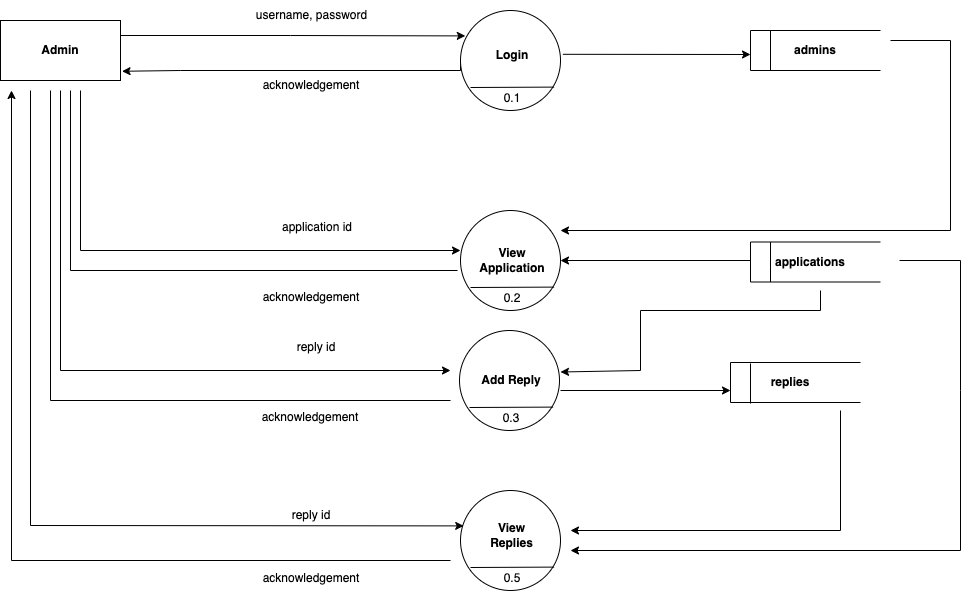 username, password
Admin
Login
admins
acknowledgement
0.1
application id
View
Application
applications
acknowledgement
0.2
reply id
Add Reply
replies
acknowledgement
0.3
reply id
View
Replies
acknowledgement
0.5